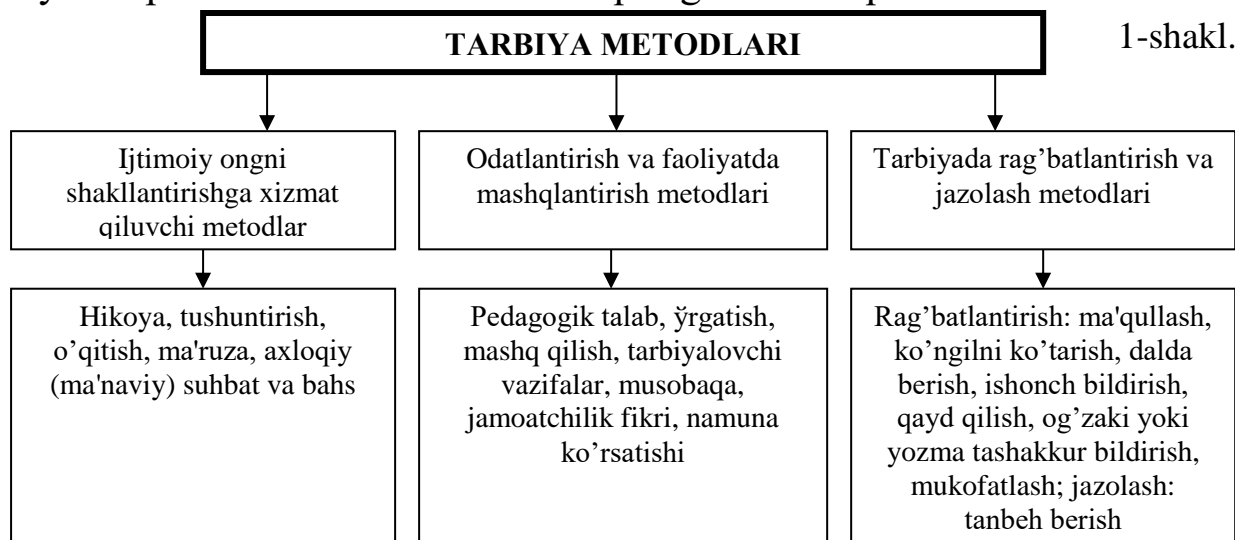 TARBIYA METODLARI
1-shakl.
Ijtimoiy ongni
shakllantirishga xizmat
qiluvchi metodlar
Odatlantirish va faoliyatda
mashqlantirish metodlari
Tarbiyada rag’batlantirish va
jazolash metodlari
Hikoya, tushuntirish,
o’qitish, ma'ruza, axloqiy
(ma'naviy) suhbat va bahs
Pedagogik talab, ўrgatish,
mashq qilish, tarbiyalovchi
vazifalar, musobaqa,
jamoatchilik fikri, namuna
ko’rsatishi
Rag’batlantirish: ma'qullash,
ko’ngilni ko’tarish, dalda
berish, ishonch bildirish,
qayd qilish, og’zaki yoki
yozma tashakkur bildirish,
mukofatlash; jazolash:
tanbeh berish